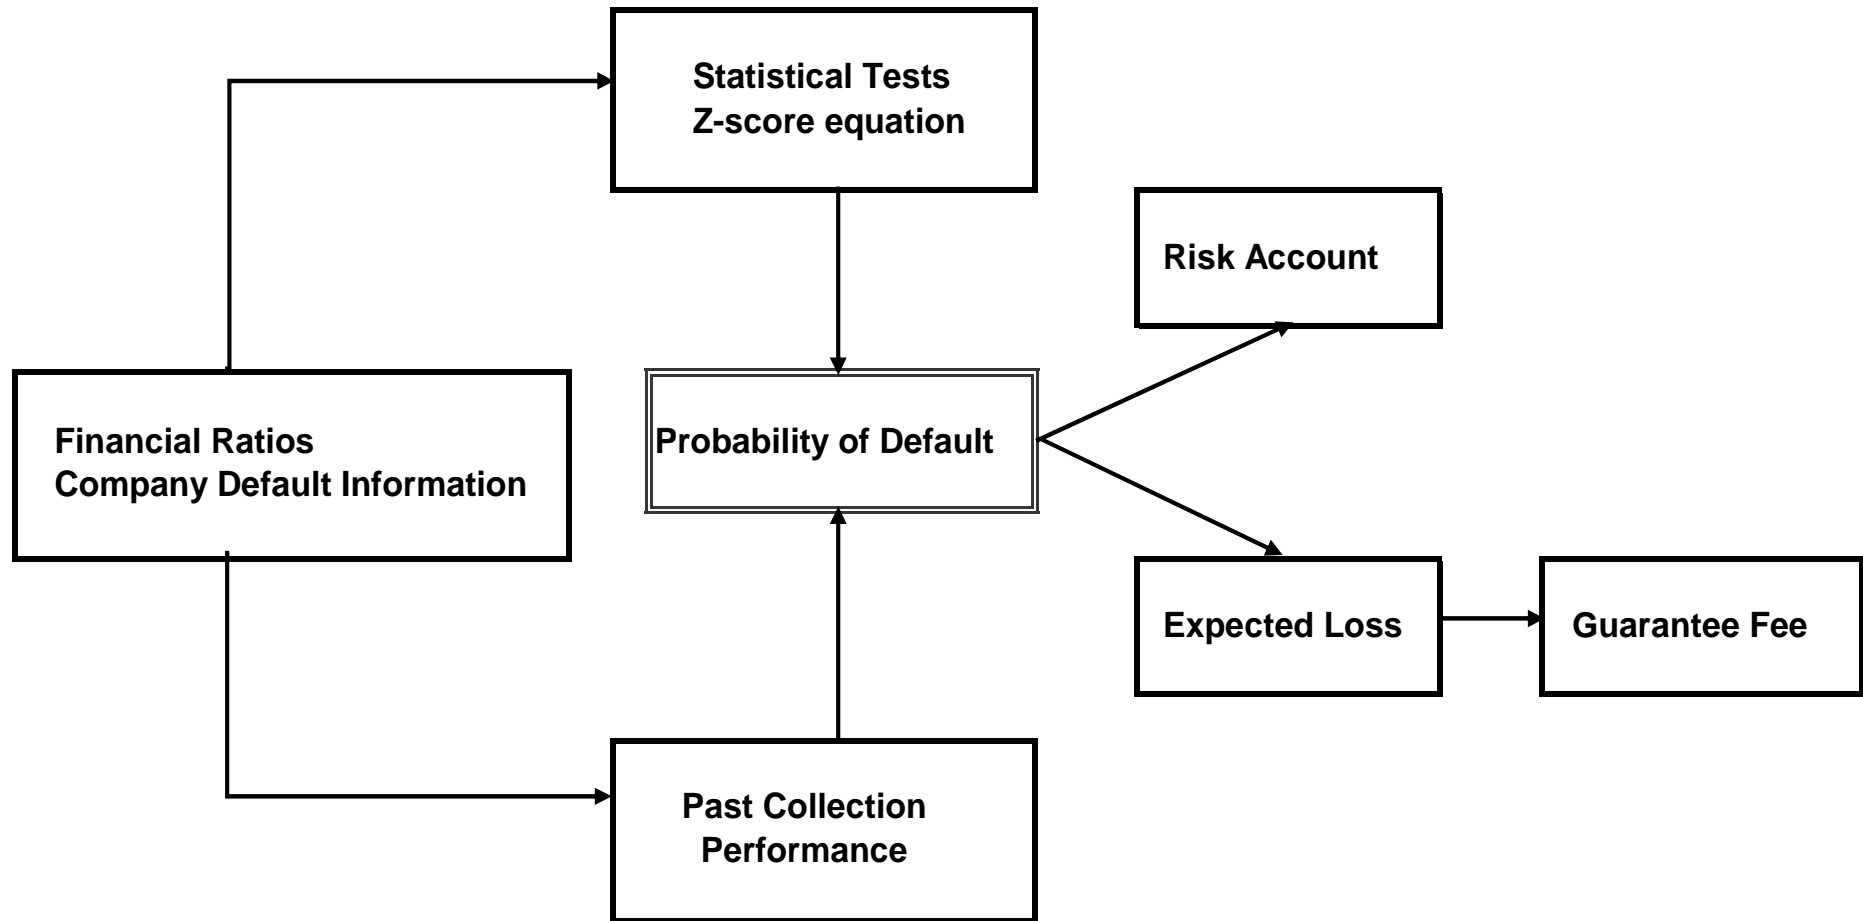 Statistical Tests
Z-score equation
Risk Account
Financial Ratios
Company Default Information
Probability of Default
Expected Loss
Guarantee Fee
Past Collection
Performance